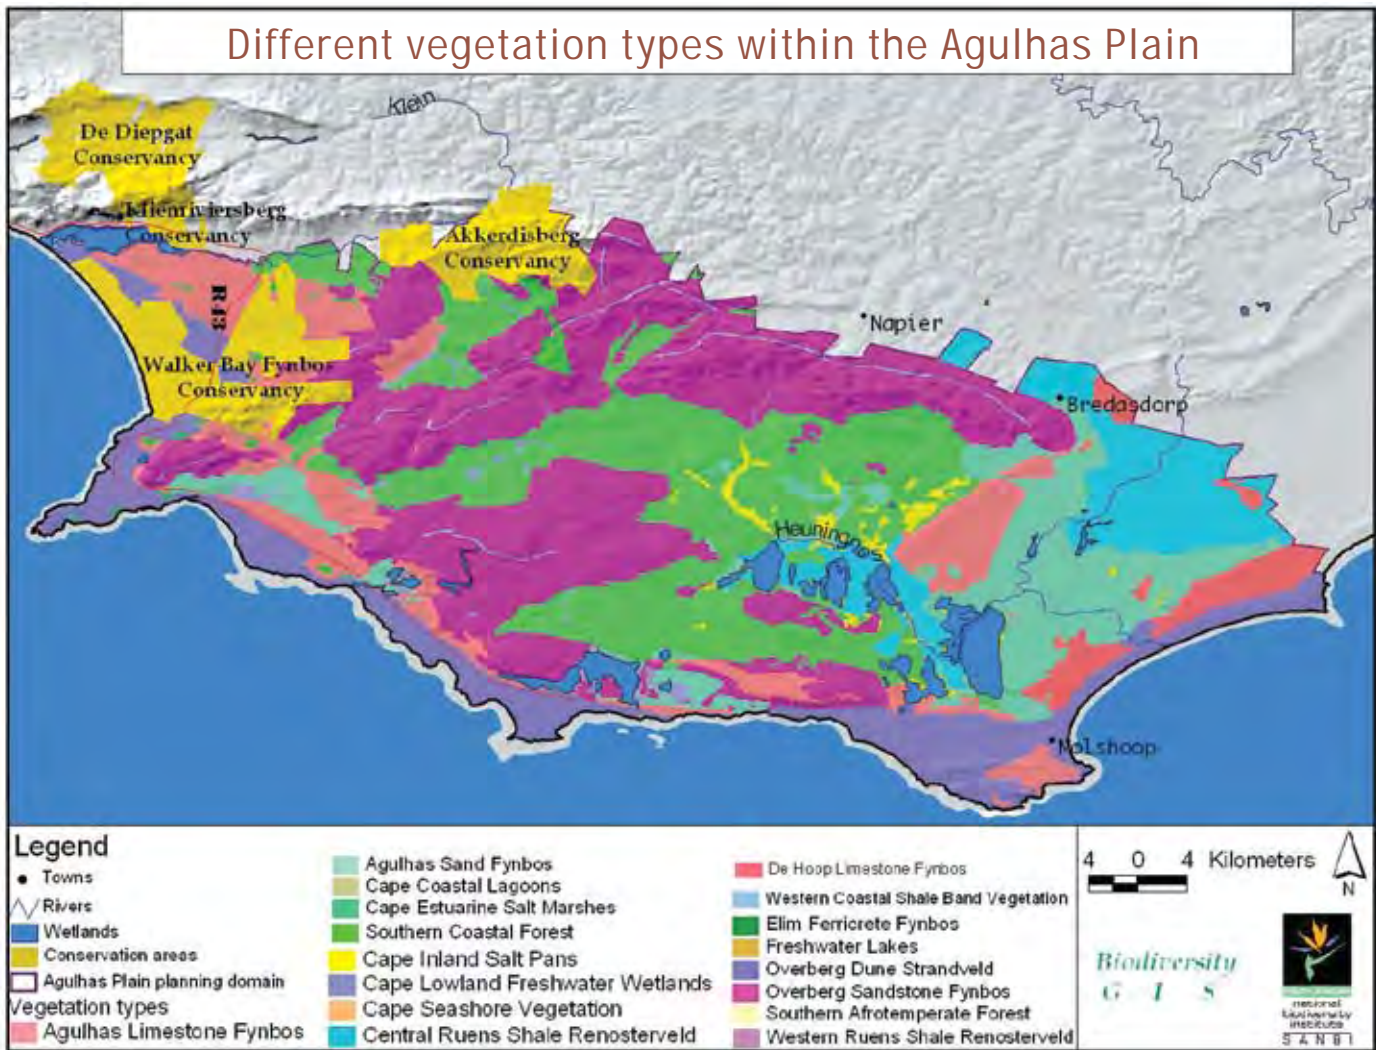 Different vegetation types within the Agulhas Plain
Klein
De Diepgat
Conservancy
Conservancy
Akkerdisberg
Conservancy
R43
Napier
Walker Bay Fynbos
Conservancy
Bredasdorp
Heuningnes
Molshoop
Legend
Towns
Rivers
Wetlands
Conservation areas
Agulhas Plain planning domain
Vegetation types
Agulhas Limestone Fynbos
Agulhas Sand Fynbos
Cape Coastal Lagoons
Cape Estuarine Salt Marshes
Southern Coastal Forest
Cape Inland Salt Pans
Cape Lowland Freshwater Wetlands
Cape Seashore Vegetation
Central Ruens Shale Renosterveld
De Hoop Limestone Fynbos
Western Coastal Shale Band Vegetation
Elim Ferricrete Fynbos
Freshwater Lakes
Overberg Dune Strandveld
Overberg Sandstone Fynbos
Southern Afrotemperate Forest
Western Ruens Shale Renosterveld
4 0 4 Kilometers
N
Biodiversity
G I S
national
biodiversity
institute
SANBI